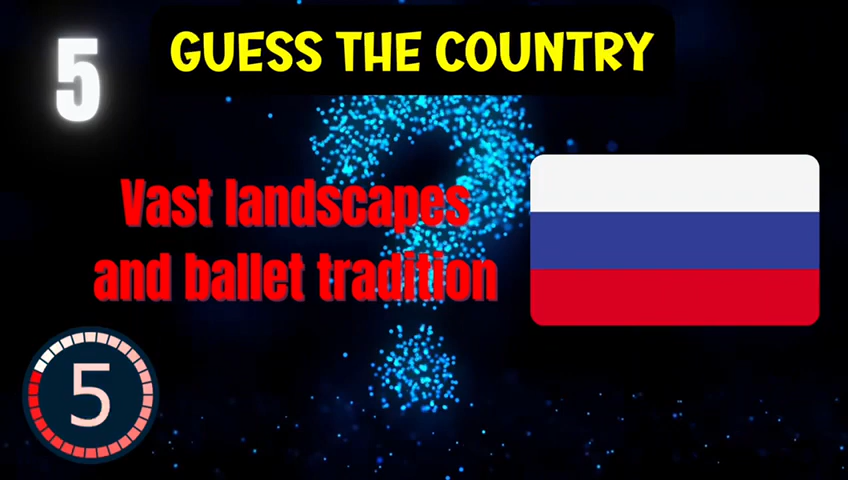 5
GUESS THE COUNTRY
Vast landscapes
and ballet tradition
5